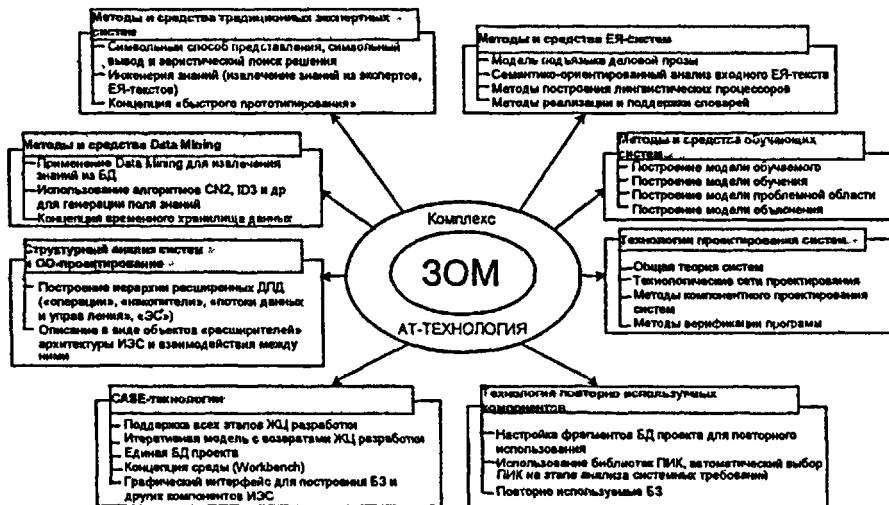 Методы и средства традиционных экспертных
систем
Символьный способ представления, символьный
вывод и эвристический поиск решения
Инженерия знаний (извлечение знаний из экспертов,
ЕЯ-текстов)
Концепция «быстрого прототипирования»
Методы и средства ЕЯ-систем
Модель подъязыка деловой прозы
Семантико-ориентированный анализ входного ЕЯ-текста
Методы построения лингвистических процессоров
Методы реализации и поддержки словарей
Методы и средства Data Mining
Применение Data Mining для извлечения
знаний из БД
Использование алгоритмов CN2, ID3 и др
для генерации поля знаний
Концепция временного хранилища данных
Методы и средства обучающих
систем
Построение модели обучаемого
Построение модели обучения
Построение модели проблемной области
Построение модели объяснения
Комплекс
ЗОМ
АТ-ТЕХНОЛОГИЯ
Структурный анализ систем
и ОО-проектирование
Построение иерархии расширенных ДПД
(«операции», «накопители», «потоки данных
и управления», «ЭС»)
Описание в виде объектов «расширителей»
архитектуры ИЭС и взаимодействия между
ними
Технология проектирования систем
Общая теория систем
Технологические сети проектирования
Методы компонентного проектирования
систем
Методы верификации программ
CASE-технологии
Поддержка всех этапов ЖЦ разработки
Итеративная модель с возвратами ЖЦ разработки
Единая БД проекта
Концепция среды (Workbench)
Графический интерфейс для построения БЗ и
других компонентов ИЭС
Технология повторно используемых
компонентов
Настройка фрагментов БД проекта для повторного
использования
Использование библиотек ПИК, автоматический выбор
ПИК на этапе анализа системных требований
Повторно используемые БЗ